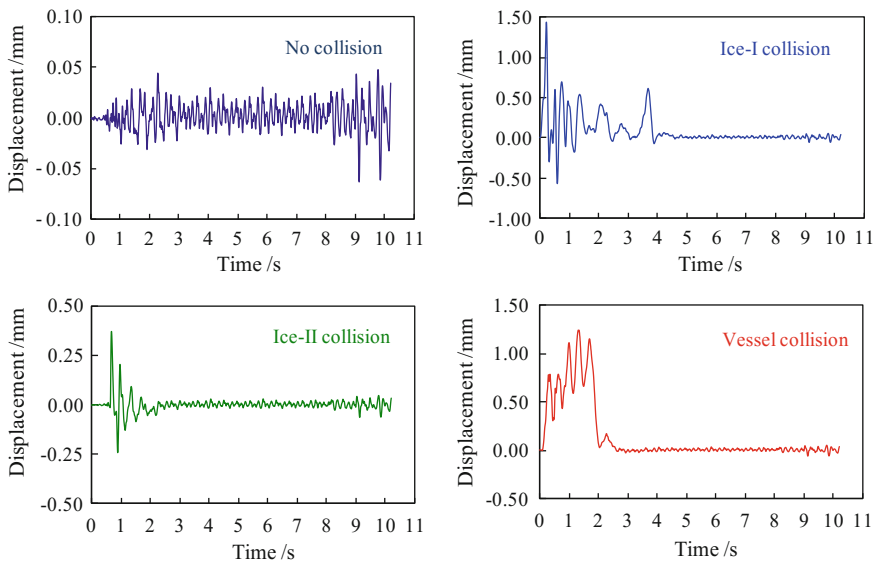 0.10
0.05
0.00
-0.05
-0.10
Displacement /mm
No collision
0 1 2 3 4 5 6 7 8 9 10 11
Time /s
1.50
1.00
0.50
0.00
-0.50
-1.00
Displacement /mm
Ice-I collision
0 1 2 3 4 5 6 7 8 9 10 11
Time /s
0.50
0.25
0.00
-0.25
-0.50
Displacement /mm
Ice-II collision
0 1 2 3 4 5 6 7 8 9 10 11
Time /s
1.50
1.00
0.50
0.00
-0.50
Displacement /mm
Vessel collision
0 1 2 3 4 5 6 7 8 9 10 11
Time /s